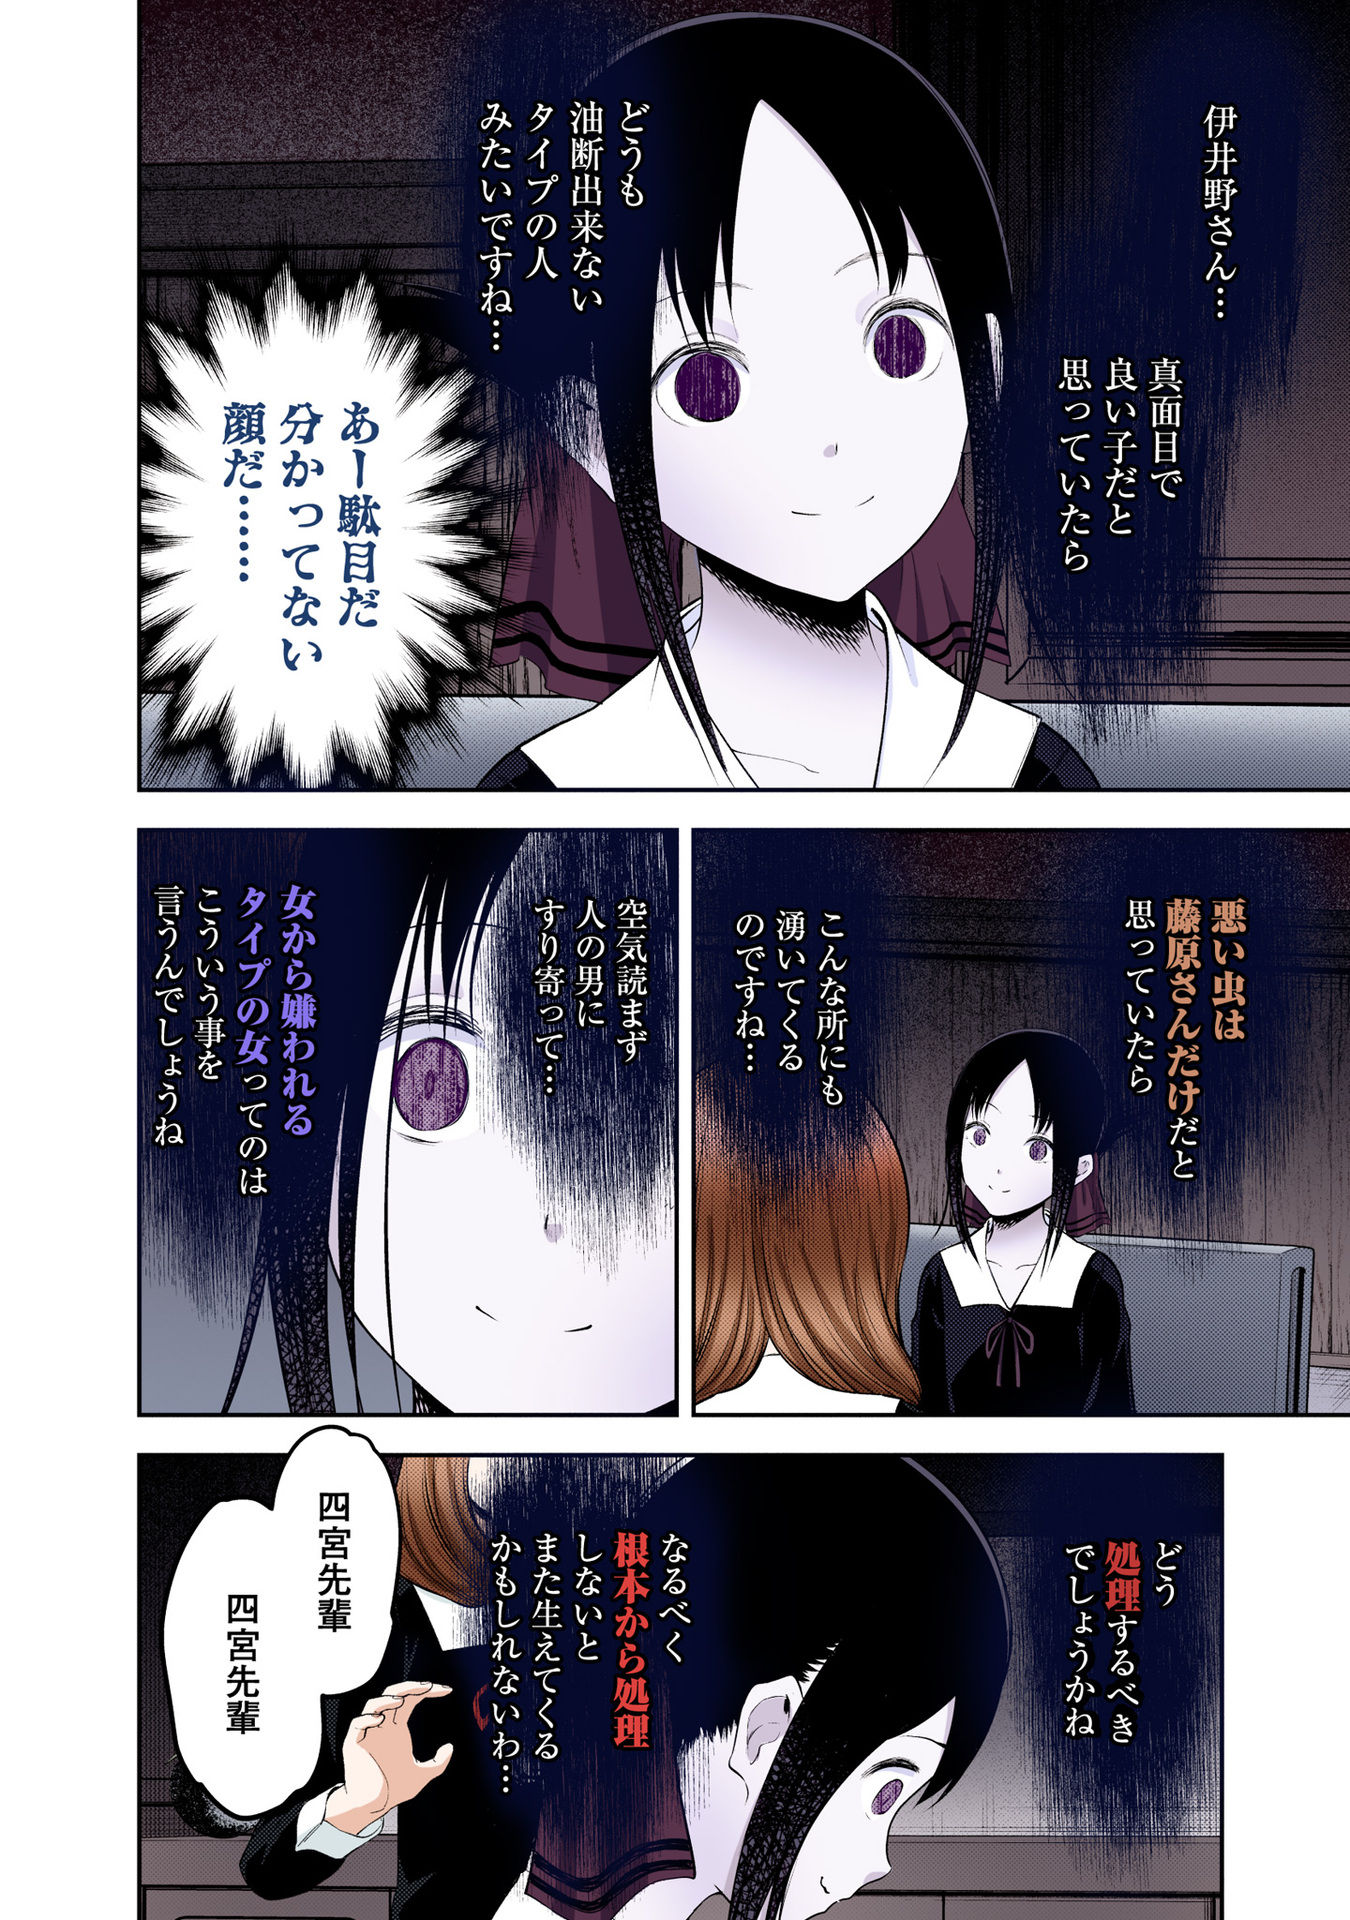 伊井野さん…
真面目で
良い子だと
思っていたら
どうも
油断出来ない
タイプの人
みたいですね…
あー駄目だ
分かってない
顔だ……
悪い虫は
藤原さんだけだと
思っていたら
こんな所にも
湧いてくる
のですね…
空気読まず
人の男に
すり寄って…
女から嫌われる
タイプの女ってのは
こういう事を
言うんでしょうね
どう
処理するべき
でしょうかね
なるべく
根本から処理
しないと
また生えてくる
かもしれないわ…
四宮先輩
四宮先輩